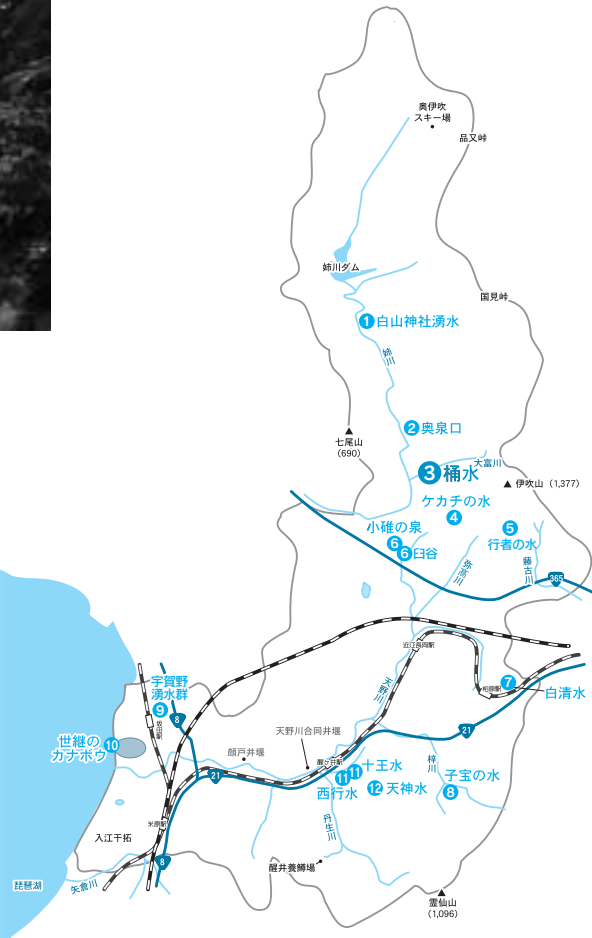 奥伊吹
スキー場
品又峠
姉川ダム
国見峠
1 白山神社湧水
姉川
2 奥泉口
七尾山
(690)
大富川
3 桶水
伊吹山（1,377）
ケカチの水
4
5
行者の水
小碓の泉
6
6 臼谷
弥高川
藤古川
365
近江長岡駅
天野川
7
柏原駅
白清水
宇賀野
湧水群
9
8
坂田駅
世継の
カナボウ 10
顔戸井堰
天野川合同井堰
21
21
醒ヶ井駅
11 十王水
11
西行水
12 天神水
梓川
子宝の水
8
丹生川
米原駅
入江干拓
8
醒井養鱒場
琵琶湖
矢倉川
霊仙山
(1,096)